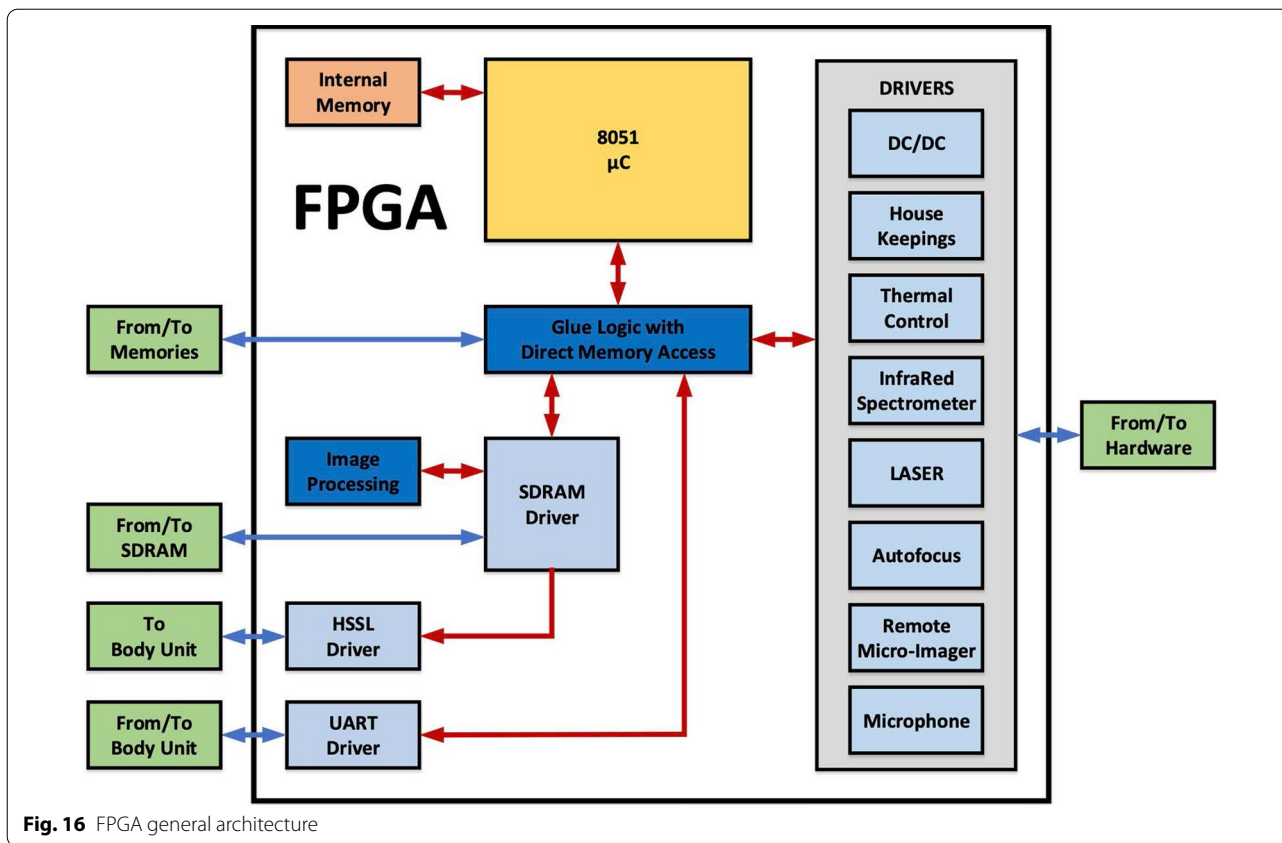 Internal
Memory
8051
µC
FPGA
DRIVERS
DC/DC
House
Keepings
Thermal
Control
InfraRed
Spectrometer
LASER
Autofocus
Remote
Micro-Imager
Microphone
From/To
Memories
Glue Logic with
Direct Memory Access
Image
Processing
SDRAM
Driver
From/To
SDRAM
To
Body Unit
HSSL
Driver
From/To
Body Unit
UART
Driver
From/To
Hardware
Fig. 16 FPGA general architecture